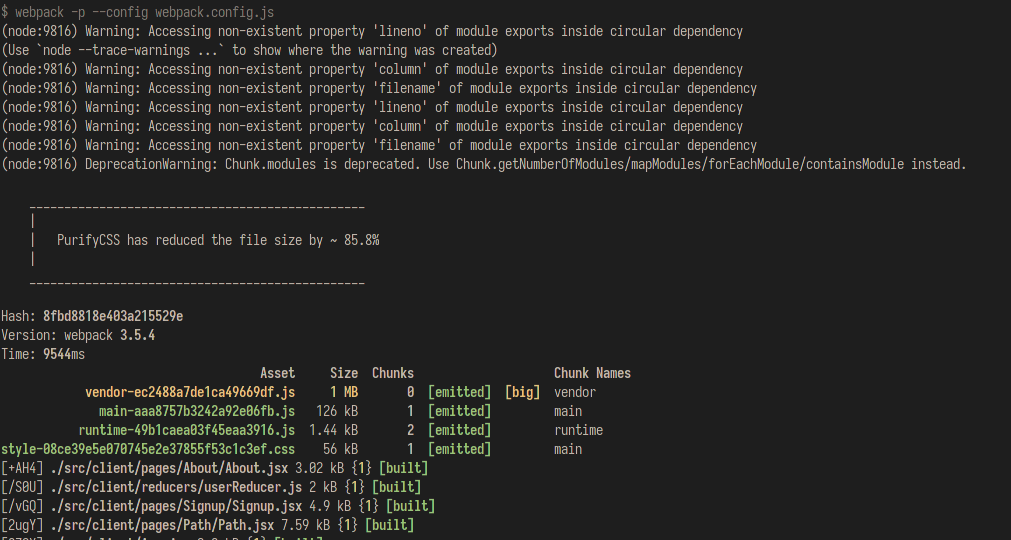 $ webpack -p --config webpack.config.js
(node:9816) Warning: Accessing non-existent property 'lineno' of module exports inside circular dependency
(Use `node --trace-warnings ...` to show where the warning was created)
(node:9816) Warning: Accessing non-existent property 'column' of module exports inside circular dependency
(node:9816) Warning: Accessing non-existent property 'filename' of module exports inside circular dependency
(node:9816) Warning: Accessing non-existent property 'lineno' of module exports inside circular dependency
(node:9816) Warning: Accessing non-existent property 'column' of module exports inside circular dependency
(node:9816) Warning: Accessing non-existent property 'filename' of module exports inside circular dependency
(node:9816) DeprecationWarning: Chunk.modules is deprecated. Use Chunk.getNumberOfModules/mapModules/forEachModule/containsModule instead.
________________________________________________
|
|   PurifyCSS has reduced the file size by ~ 85.8%
|
________________________________________________
Hash: 8fbd8818e403a215529e
Version: webpack 3.5.4
Time: 9544ms
Asset Size Chunks Chunk Names
vendor-ec2488a7de1ca49669df.js 1 MB 0 [emitted] [big] vendor
main-aaa8757b3242a92e06fb.js 126 kB 1 [emitted] main
runtime-49b1caea03f45eaa3916.js 1.44 kB 2 [emitted] runtime
style-08ce39e5e070745e2e37855f53c1c3ef.css 56 kB 1 [emitted] main
[+AH4] ./src/client/pages/About/About.jsx 3.02 kB {1} [built]
[/S0U] ./src/client/reducers/userReducer.js 2 kB {1} [built]
[/vGQ] ./src/client/pages/Signup/Signup.jsx 4.9 kB {1} [built]
[2ugY] ./src/client/pages/Path/Path.jsx 7.59 kB {1} [built]